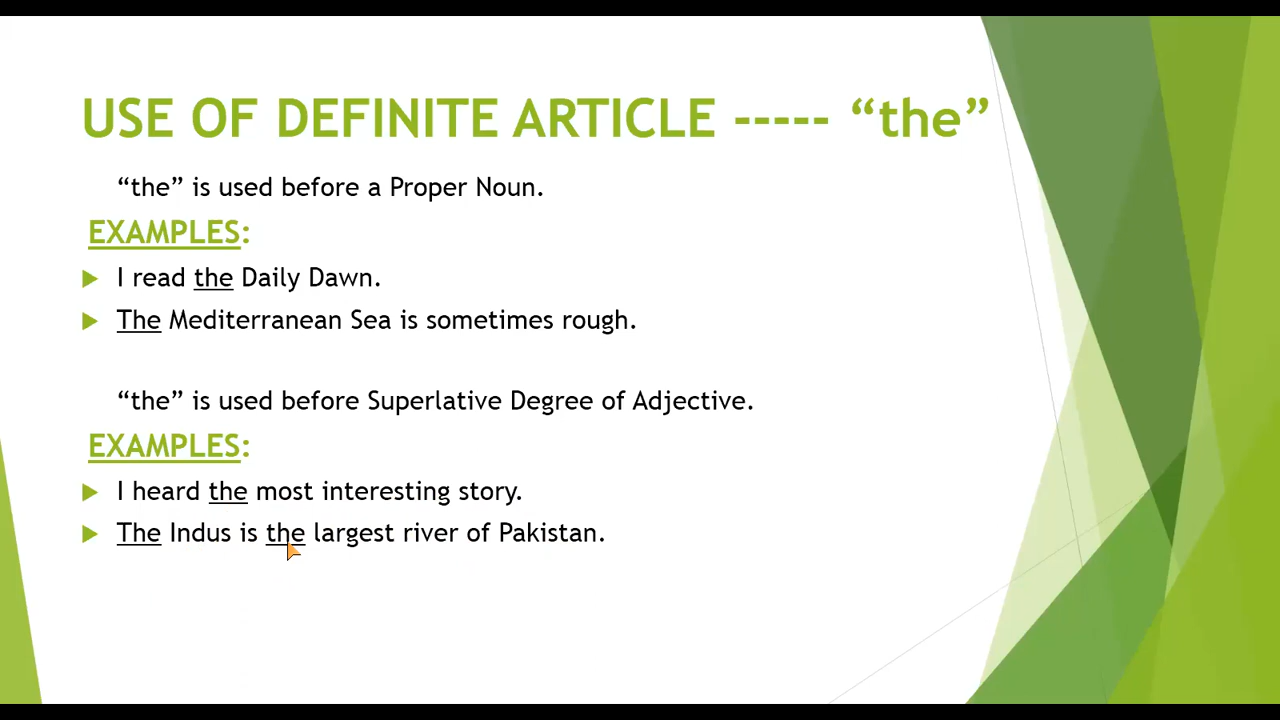 USE OF DEFINITE ARTICLE ----- “the”
“the” is used before a Proper Noun.
EXAMPLES:
I read the Daily Dawn.
The Mediterranean Sea is sometimes rough.
“the” is used before Superlative Degree of Adjective.
EXAMPLES:
I heard the most interesting story.
The Indus is the largest river of Pakistan.